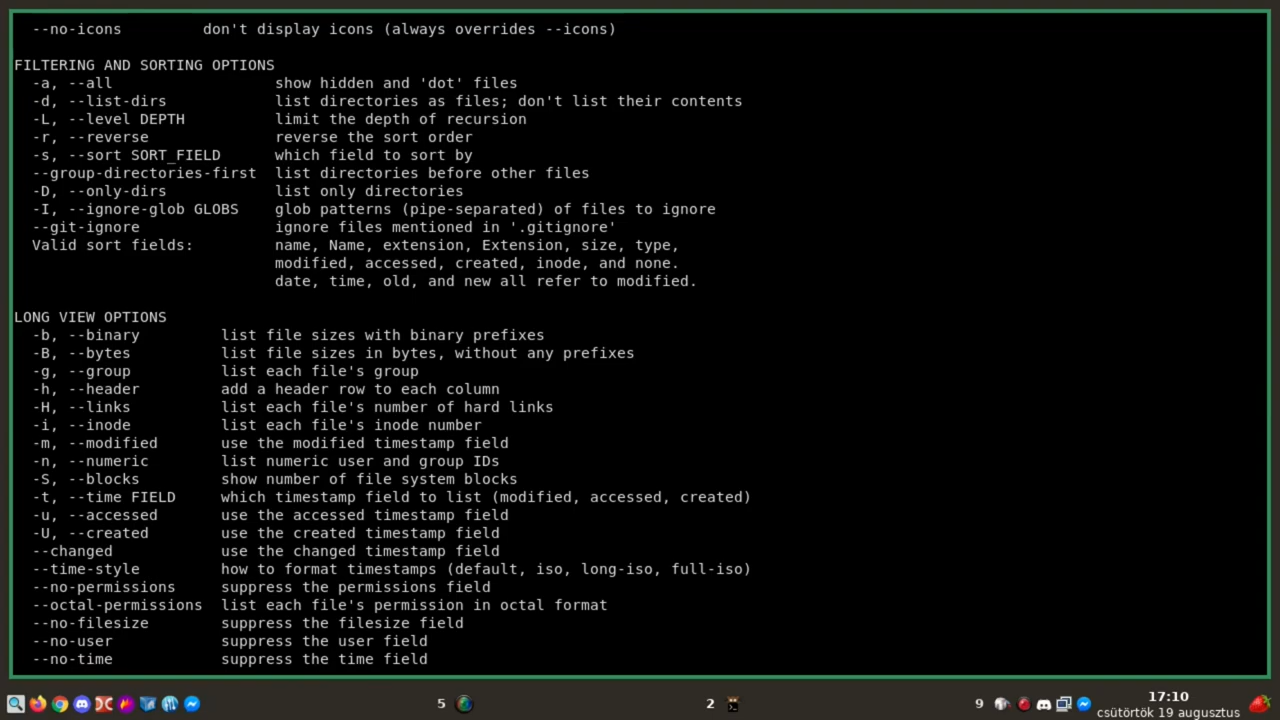 --no-icons         don't display icons (always overrides --icons)
FILTERING AND SORTING OPTIONS
-a, --all                  show hidden and 'dot' files
-d, --list-dirs            list directories as files; don't list their contents
-L, --level DEPTH          limit the depth of recursion
-r, --reverse              reverse the sort order
-s, --sort SORT_FIELD      which field to sort by
--group-directories-first  list directories before other files
-D, --only-dirs            list only directories
-I, --ignore-glob GLOBS    glob patterns (pipe-separated) of files to ignore
--git-ignore               ignore files mentioned in '.gitignore'
Valid sort fields:         name, Name, extension, Extension, size, type,
modified, accessed, created, inode, and none.
date, time, old, and new all refer to modified.
LONG VIEW OPTIONS
-b, --binary         list file sizes with binary prefixes
-B, --bytes          list file sizes in bytes, without any prefixes
-g, --group          list each file's group
-h, --header         add a header row to each column
-H, --links          list each file's number of hard links
-i, --inode          list each file's inode number
-m, --modified       use the modified timestamp field
-n, --numeric        list numeric user and group IDs
-S, --blocks         show number of file system blocks
-t, --time FIELD     which timestamp field to list (modified, accessed, created)
-u, --accessed       use the accessed timestamp field
-U, --created        use the created timestamp field
--changed            use the changed timestamp field
--time-style         how to format timestamps (default, iso, long-iso, full-iso)
--no-permissions     suppress the permissions field
--octal-permissions  list each file's permission in octal format
--no-filesize        suppress the filesize field
--no-user            suppress the user field
--no-time            suppress the time field
5 2 9 17:10
csütörtök 19 augusztus